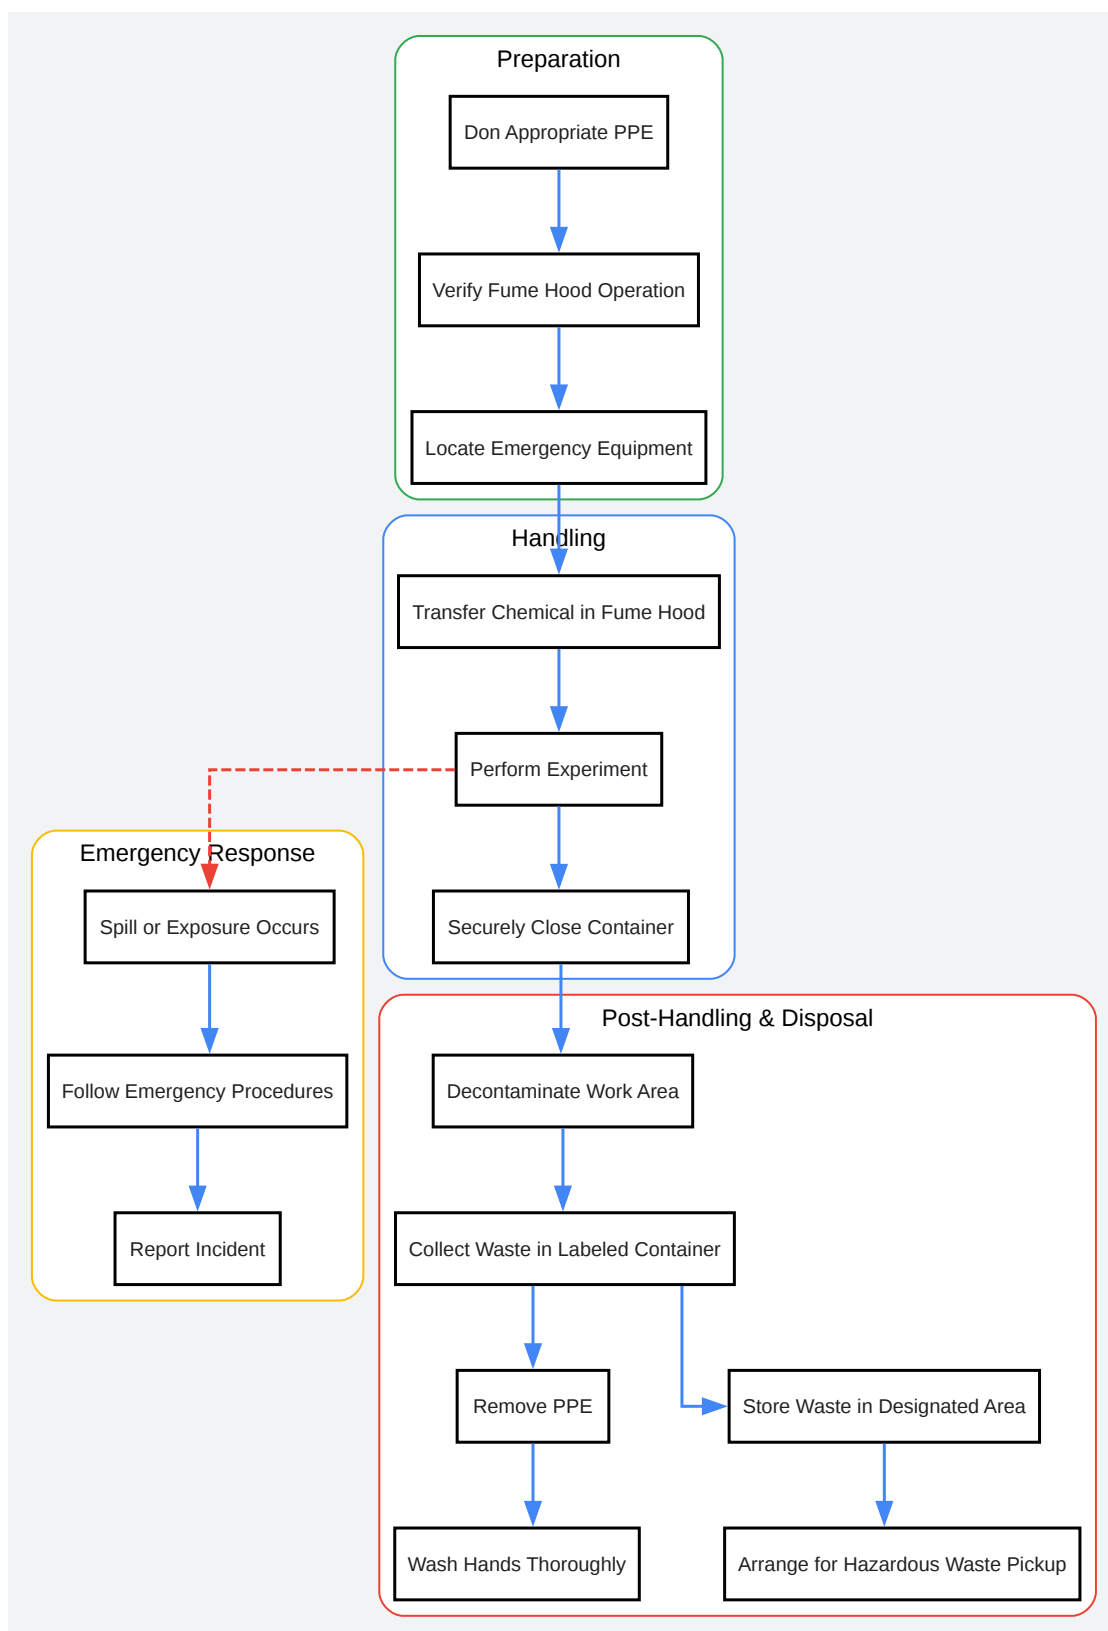 Preparation
Don Appropriate PPE
Verify Fume Hood Operation
Locate Emergency Equipment
Handling
Transfer Chemical in Fume Hood
Perform Experiment
Securely Close Container
Emergency Response
Spill or Exposure Occurs
Follow Emergency Procedures
Report Incident
Post-Handling & Disposal
Decontaminate Work Area
Collect Waste in Labeled Container
Remove PPE
Store Waste in Designated Area
Wash Hands Thoroughly
Arrange for Hazardous Waste Pickup